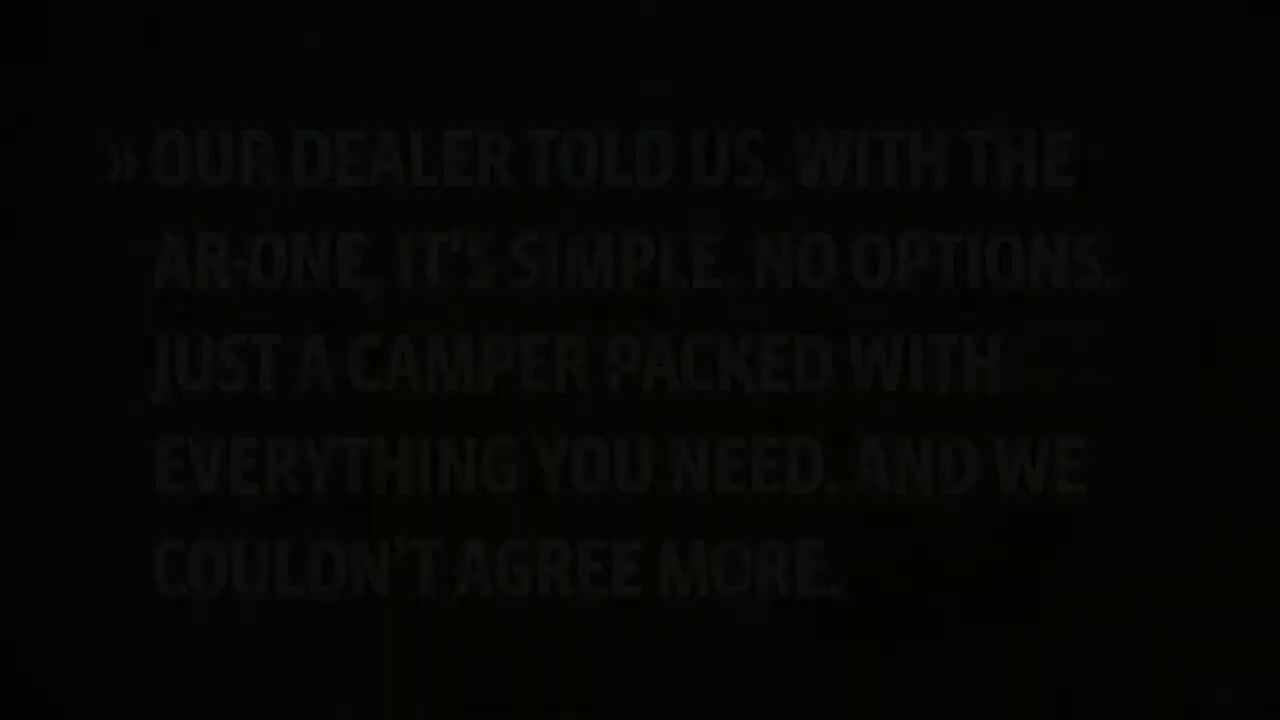 » OUR DEALER TOLD US, WITH THE
AR-ONE, IT'S SIMPLE. NO OPTIONS.
JUST A CAMPER PACKED WITH
EVERYTHING YOU NEED. AND WE
COULDN'T AGREE MORE.